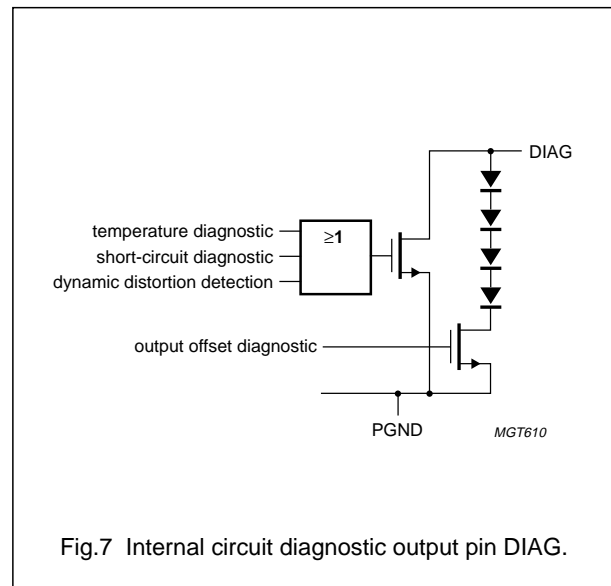 DIAG
temperature diagnostic
≥1
short-circuit diagnostic
dynamic distortion detection
output offset diagnostic
PGND
MGT610
Fig.7 Internal circuit diagnostic output pin DIAG.